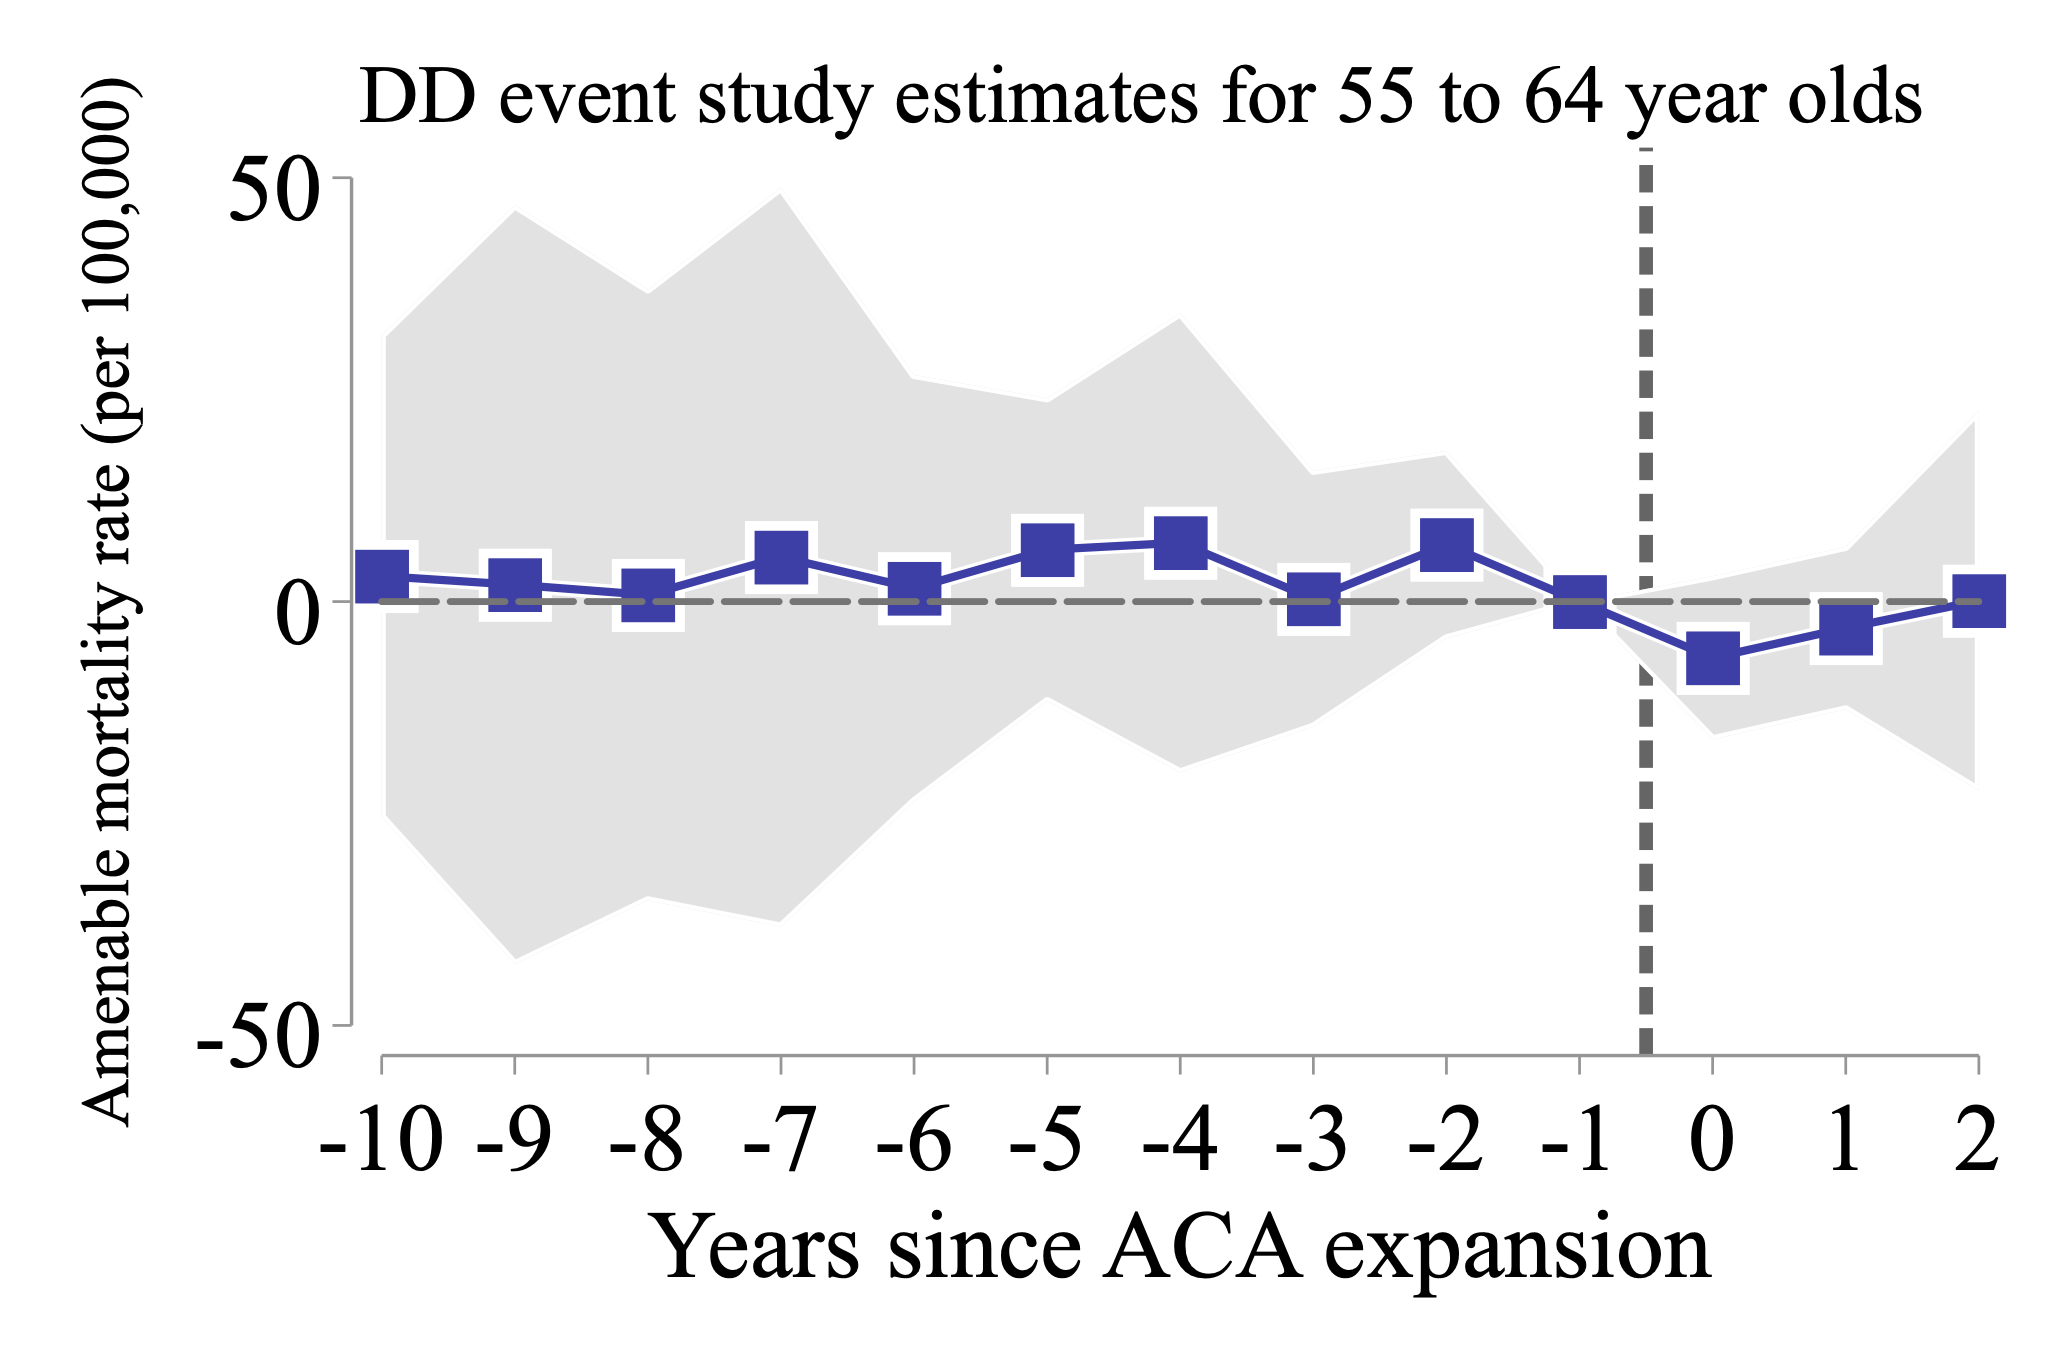 DD event study estimates for 55 to 64 year olds
Amenable mortality rate (per 100,000)
50
0
-50
-10 -9 -8 -7 -6 -5 -4 -3 -2 -1 0 1 2
Years since ACA expansion